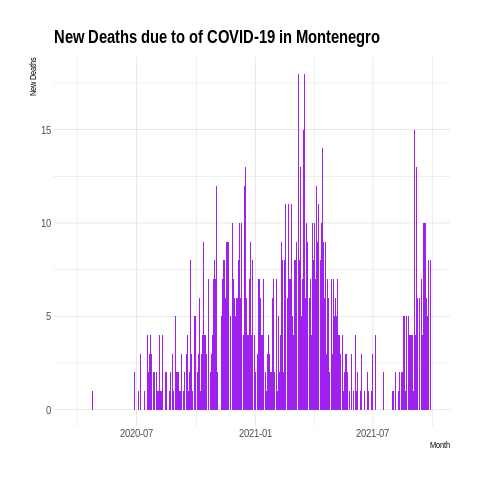 New Deaths due to of COVID-19 in Montenegro
New Deaths
15
10
5
0
2020-07 2021-01 2021-07
Month